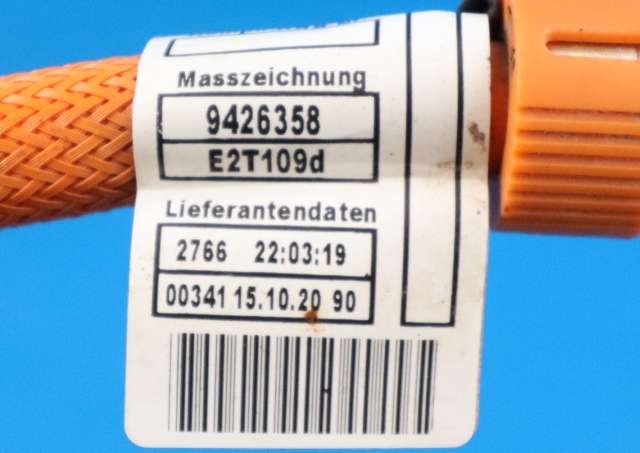 Masszeichnung
9426358
E2T109d
Lieferantendaten
2766 22:03:19
00341 15.10.20 90